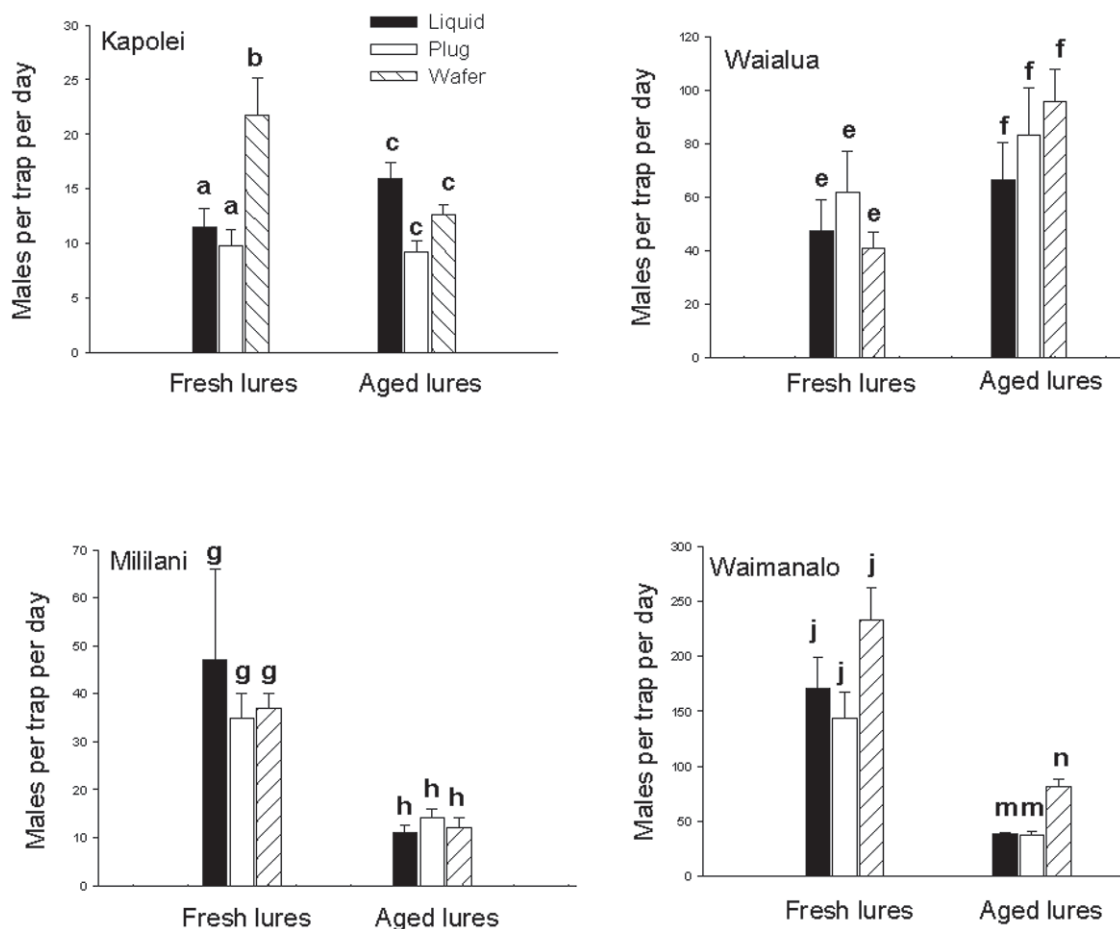 Kapolei
Liquid
Plug
Wafer
Males per trap per day
30
25
20
15
10
5
0
a
a
b
c
c
c
Fresh lures
Aged lures
Waialua
Males per trap per day
120
100
80
60
40
20
0
e
e
e
f
f
f
Fresh lures
Aged lures
Mililani
Males per trap per day
70
60
50
40
30
20
10
0
g
g
g
h
h
h
Fresh lures
Aged lures
Waimanalo
Males per trap per day
300
250
200
150
100
50
0
j
j
j
m
m
n
Fresh lures
Aged lures